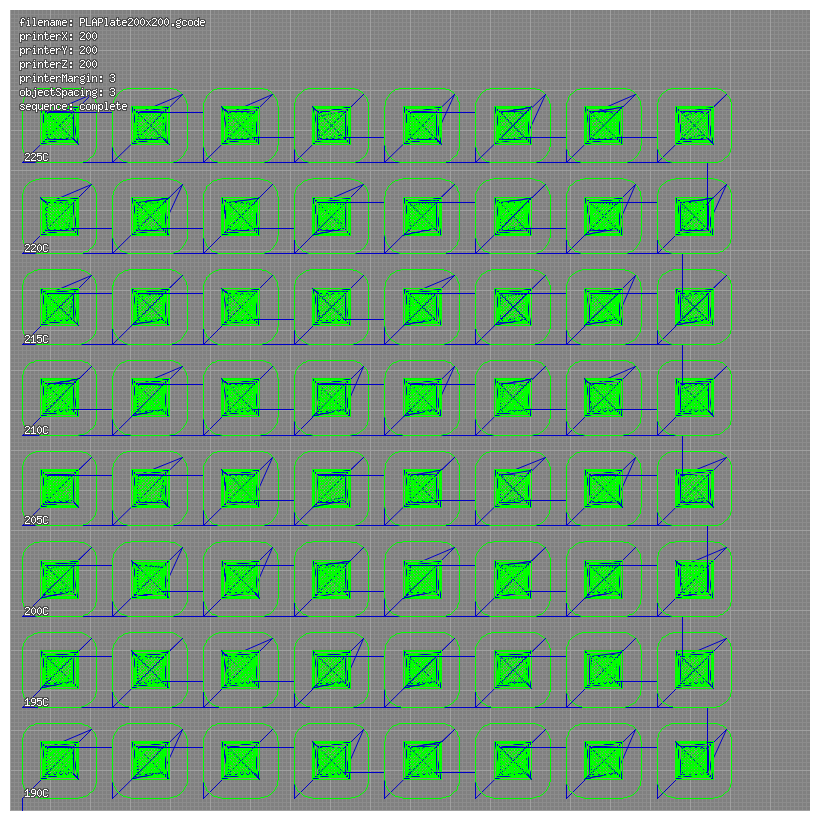 filename: PLAPlate200x200.gcode
printerX: 200
printerY: 200
printerZ: 200
printerMargin: 3
objectSpacing: 3
sequence: complete
225C
220C
215C
210C
205C
200C
195C
190C